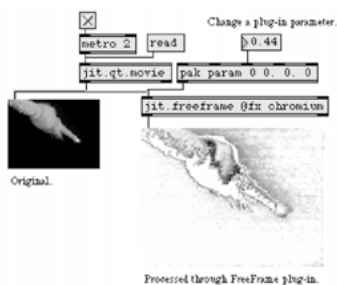 Change a plug-in parameter.
metro 2
read
0.44
jit.qt.movie
pak param 0 0. 0. 0
jit.freeframe @fx chromium
Original.
Processed through FreeFrame plug-in.